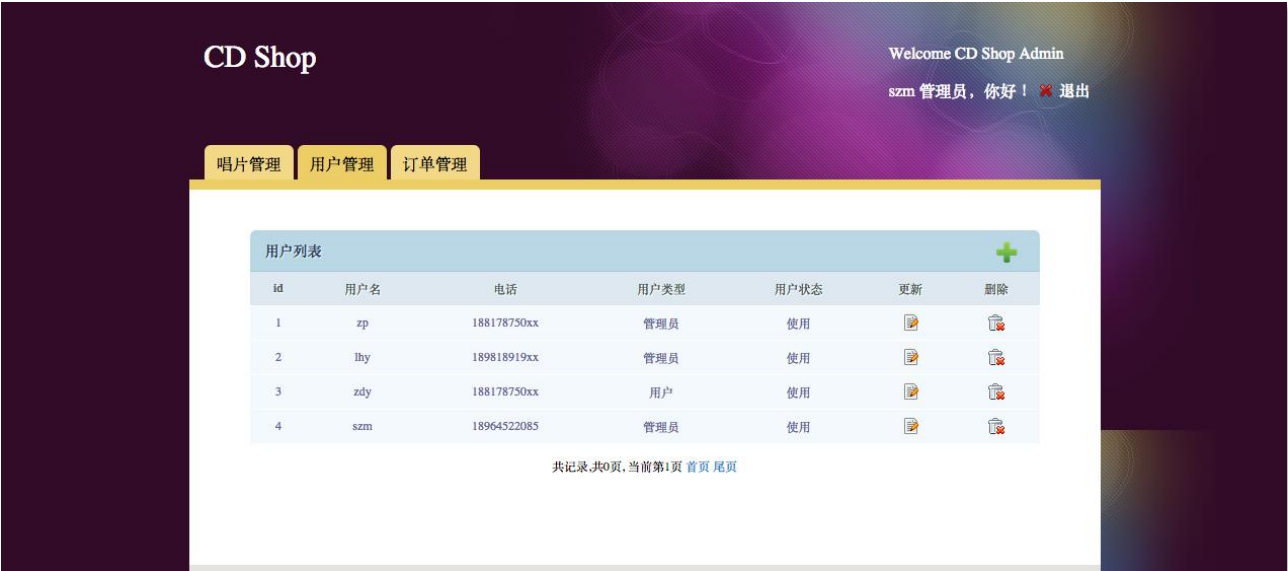 CD Shop
Welcome CD Shop Admin
szm 管理员，你好！ 退出
唱片管理 用户管理 订单管理
用户列表
id 用户名 电话 用户类型 用户状态 更新 删除
1 zp 188178750xx 管理员 使用
2 lhy 189818919xx 管理员 使用
3 zdy 188178750xx 用户 使用
4 szm 18964522085 管理员 使用
共记录,共0页, 当前第1页 首页 尾页